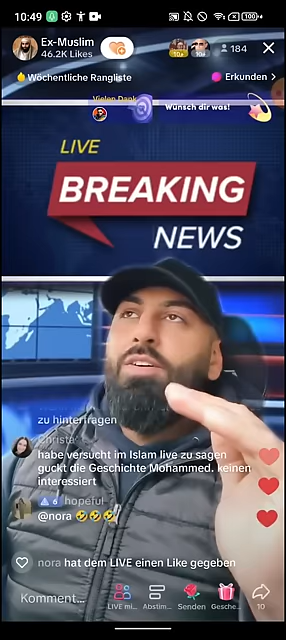 10:49
100+
Ex-Muslim
46.2K Likes
184
Wöchentliche Rangliste
Erkunden >
Vielen Dank
Wünsch dir was!
LIVE
BREAKING
NEWS
zu hinterfragen
Christa
habe versucht im Islam live zu sagen
guckt die Geschichte Mohammed. keinen
interessiert
6 hopeful
@nora 🤣🤣🤣
nora hat dem LIVE einen Like gegeben
Komment...
LIVE mi...
Abstim...
Senden
Gesche...
10